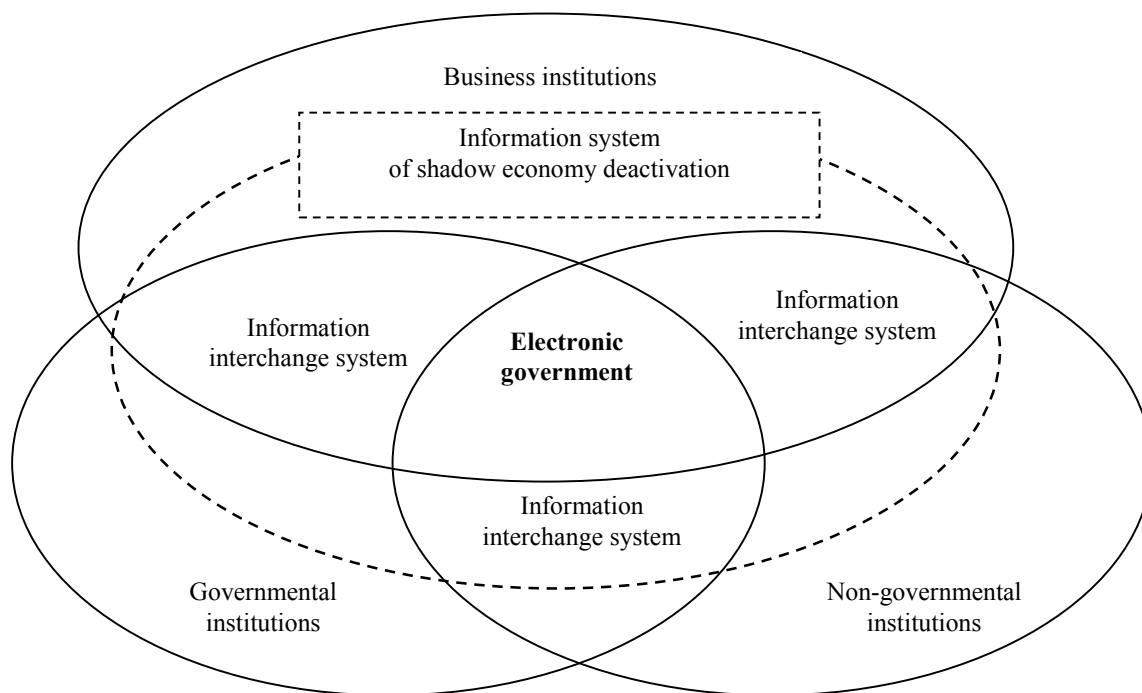 Business institutions
Information system
of shadow economy deactivation
Information
interchange system
Information
interchange system
Electronic
government
Information
interchange system
Governmental
institutions
Non-governmental
institutions